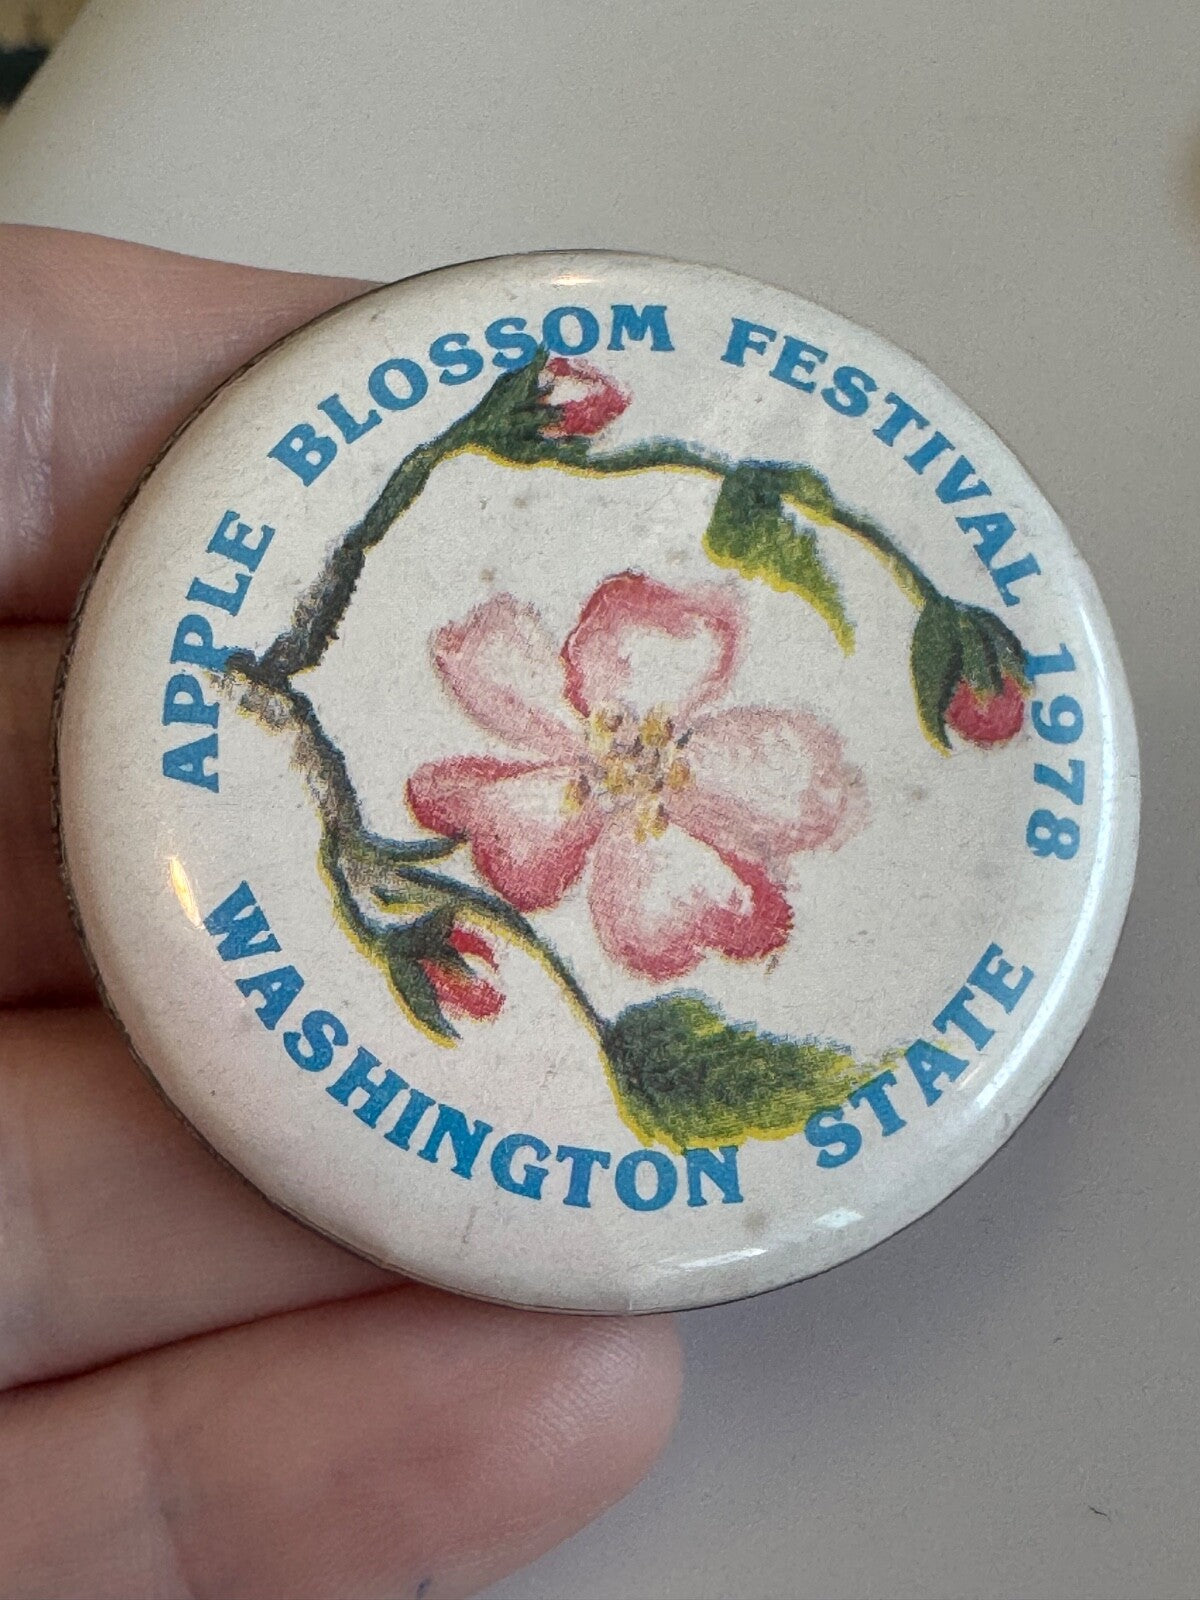 APPLE BLOSSOM FESTIVAL 1978
WASHINGTON STATE